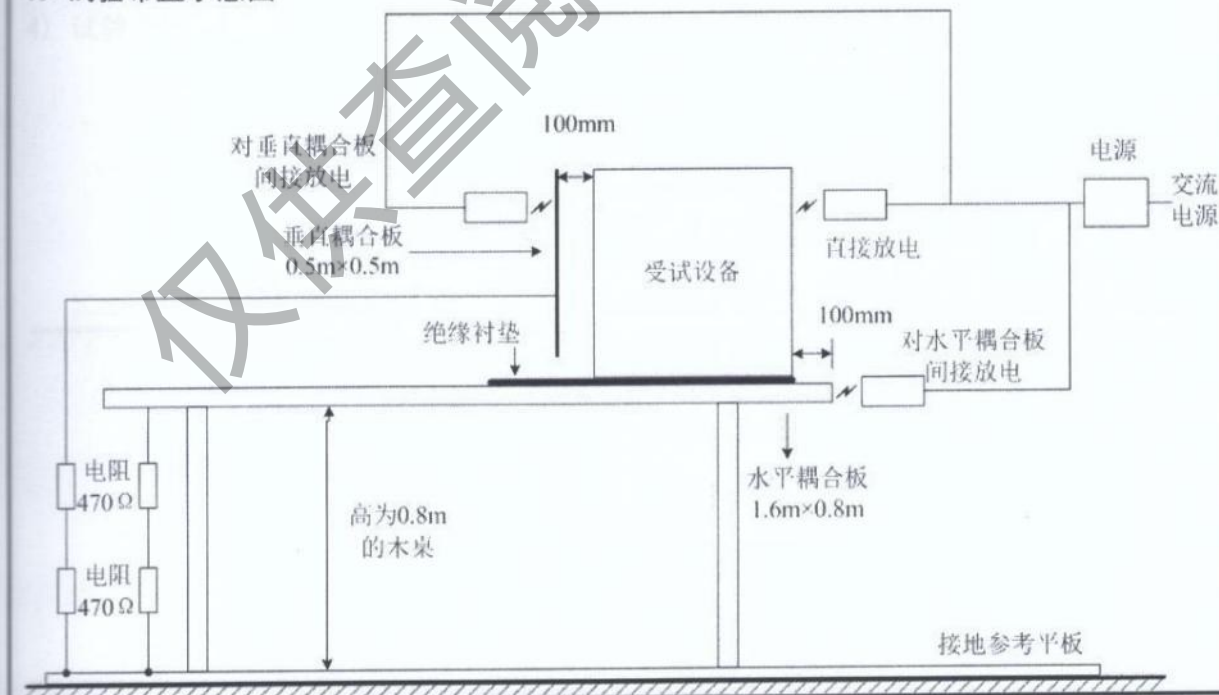 100mm
对垂直耦合板
间接放电
电源
交流
电源
垂直耦合板
0.5m×0.5m
受试设备
直接放电
100mm
绝缘衬垫
对水平耦合板
间接放电
水平耦合板
1.6m×0.8m
电阻
470Ω
高为0.8m
的木桌
电阻
470Ω
接地参考平板
仅供查阅